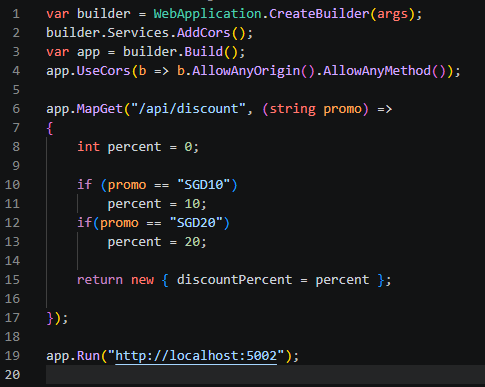 1 var builder = WebApplication.CreateBuilder(args);
2 builder.Services.AddCors();
3 var app = builder.Build();
4 app.UseCors(b => b.AllowAnyOrigin().AllowAnyMethod());
5
6 app.MapGet("/api/discount", (string promo) =>
7 {
8     int percent = 0;
9
10     if (promo == "SGD10")
11         percent = 10;
12     if(promo == "SGD20")
13         percent = 20;
14
15     return new { discountPercent = percent };
16
17 });
18
19 app.Run("http://localhost:5002");
20